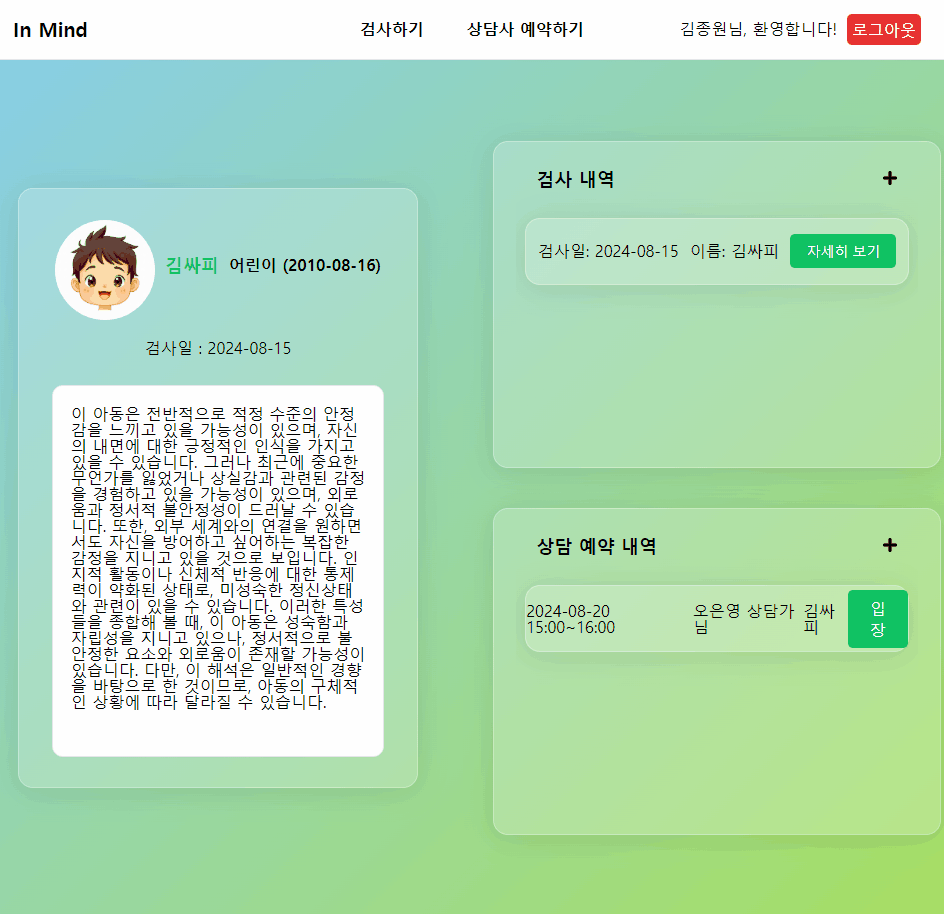 In Mind
검사하기
상담사 예약하기
김종원님, 환영합니다!
로그아웃
김싸피 어린이 (2010-08-16)
검사일 : 2024-08-15
이 아동은 전반적으로 적정 수준의 안정
감을 느끼고 있을 가능성이 있으며, 자신
의 내면에 대한 긍정적인 인식을 가지고
있을 수 있습니다. 그러나 최근에 중요한
무언가를 잃었거나 상실감과 관련된 감정
을 경험하고 있을 가능성이 있으며, 외로
움과 정서적 불안정성이 드러날 수 있습
니다. 또한, 외부 세계와의 연결을 원하면
서도 자신을 방어하고 싶어하는 복잡한
감정을 지니고 있을 것으로 보입니다. 인
지적 활동이나 신체적 반응에 대한 통제
력이 약화된 상태로, 미성숙한 정신상태
와 관련이 있을 수 있습니다. 이러한 특성
들을 종합해 볼 때, 이 아동은 성숙함과
자립성을 지니고 있으나, 정서적으로 불
안정한 요소와 외로움이 존재할 가능성이
있습니다. 다만, 이 해석은 일반적인 경향
을 바탕으로 한 것이므로, 아동의 구체적
인 상황에 따라 달라질 수 있습니다.
검사 내역
+
검사일: 2024-08-15 이름: 김싸피
자세히 보기
상담 예약 내역
+
2024-08-20
15:00~16:00
오은영 상담가
님
김싸
피
입
장